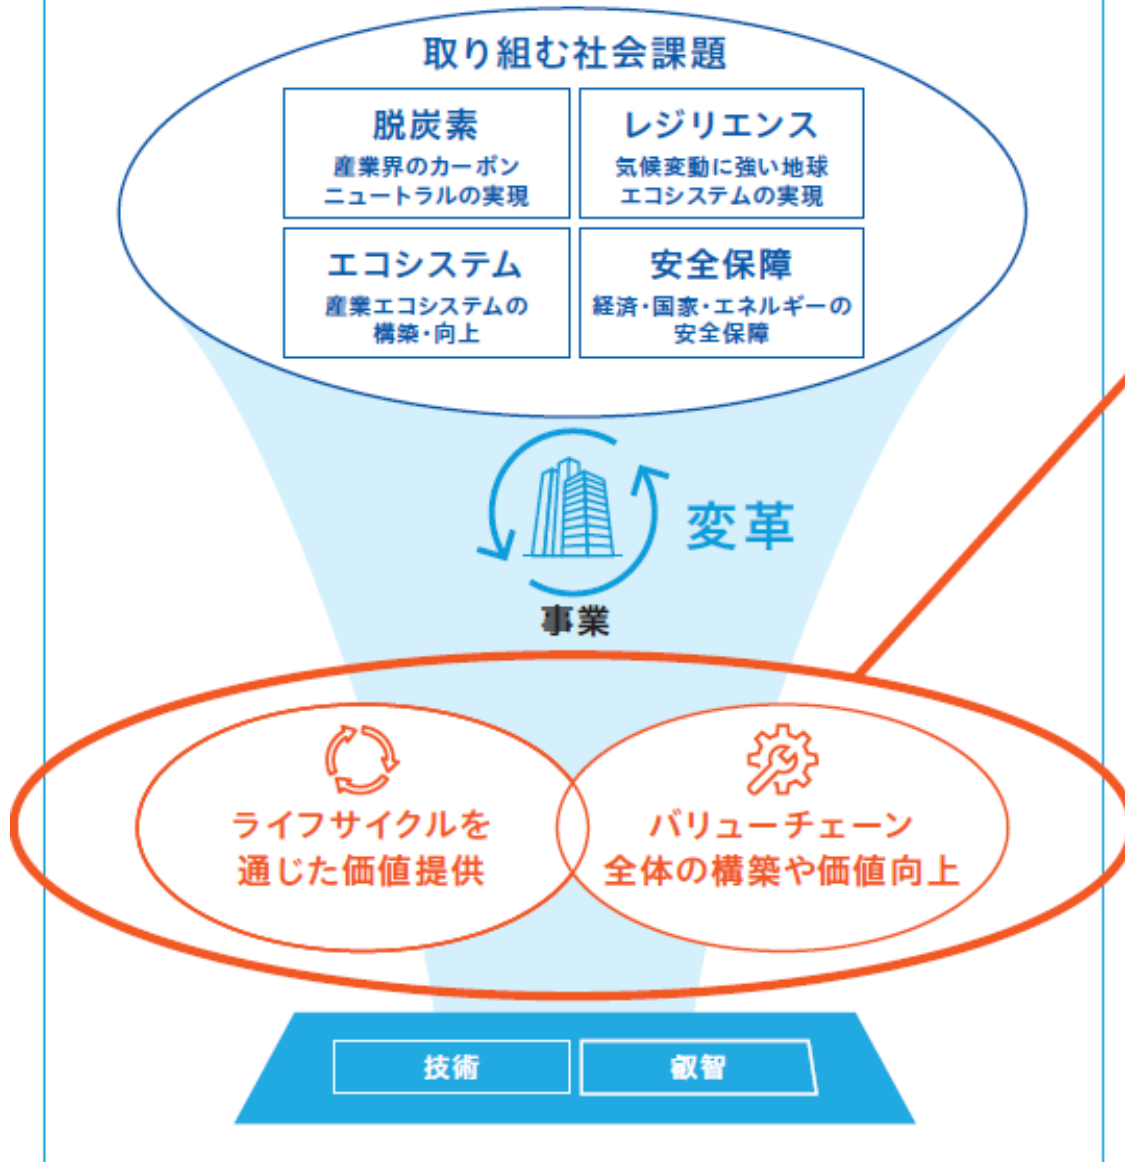 取り組む社会課題
脱炭素
産業界のカーボン
ニュートラルの実現
レジリエンス
気候変動に強い地球
エコシステムの実現
エコシステム
産業エコシステムの
構築・向上
安全保障
経済・国家・エネルギーの
安全保障
変革
事業
ライフサイクルを
通じた価値提供
バリューチェーン
全体の構築や価値向上
技術
叡智